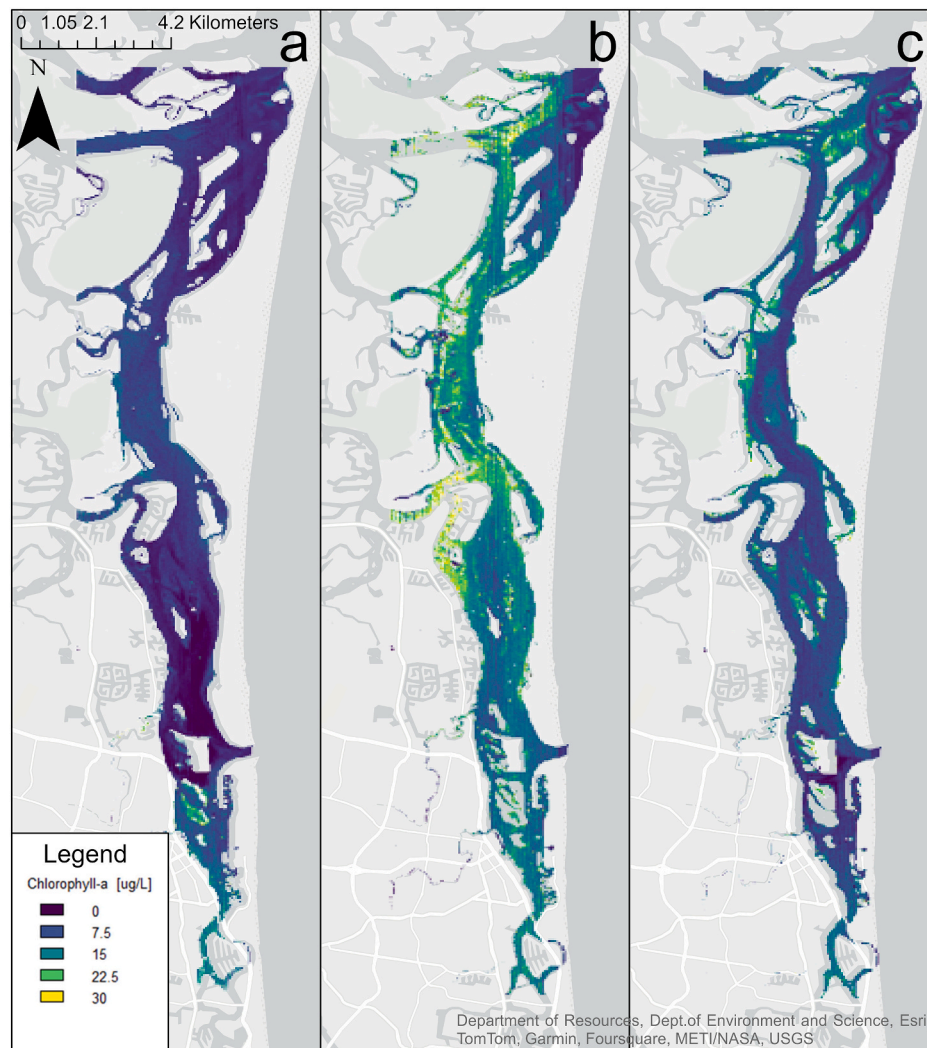 0 1.05 2.1 4.2 Kilometers
a
b
c
N
Legend
Chlorophyll-a [ug/L]
0
7.5
15
22.5
30
Department of Resources, Dept.of Environment and Science, Esri
TomTom, Garmin, Foursquare, METI/NASA, USGS